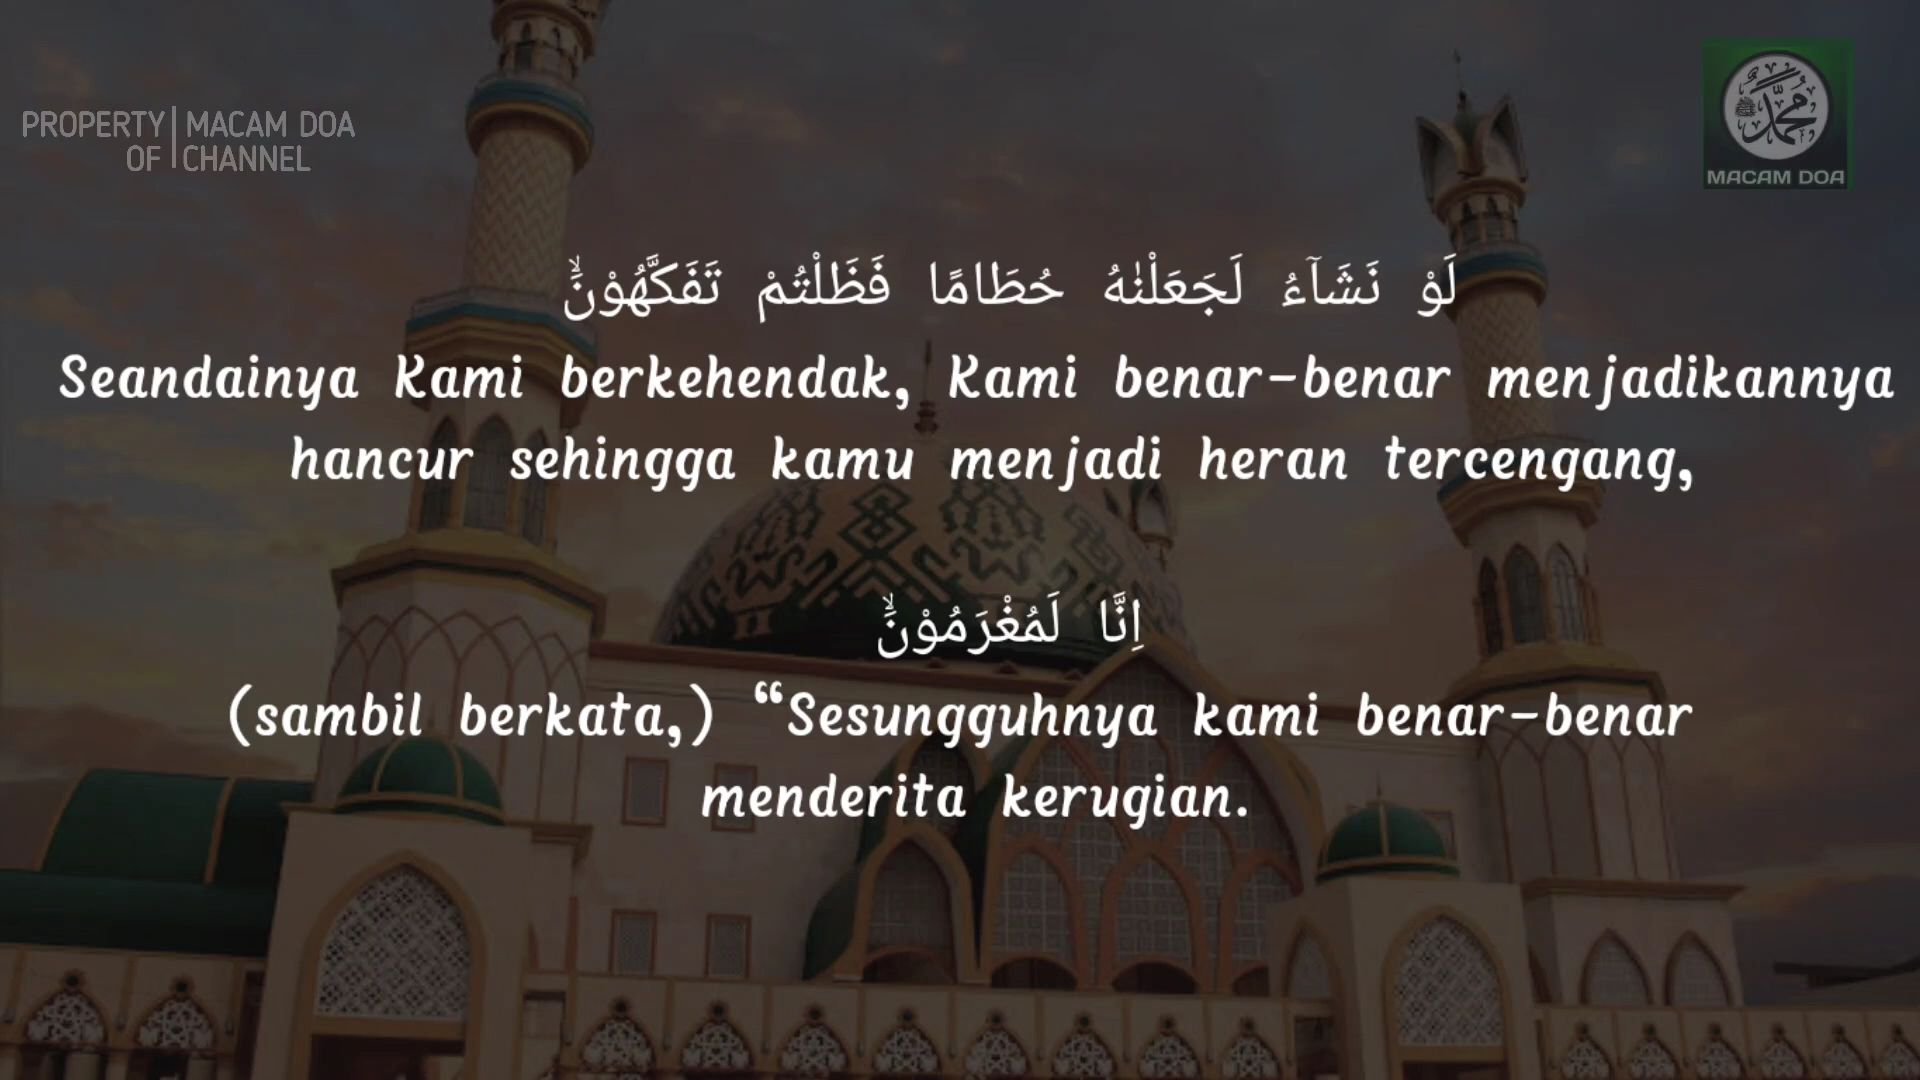 PROPERTY | MACAM DOA
OF | CHANNEL
محمد
MACAM DOA
لَوْ نَشَاۤءُ لَجَعَلْنٰهُ حُطَامًا فَظَلْتُمْ تَفَكَّهُوْنَۙ
Seandainya Kami berkehendak, Kami benar-benar menjadikannya
hancur sehingga kamu menjadi heran tercengang,
اِنَّا لَمُغْرَمُوْنَۙ
(sambil berkata,) “Sesungguhnya kami benar-benar
menderita kerugian.